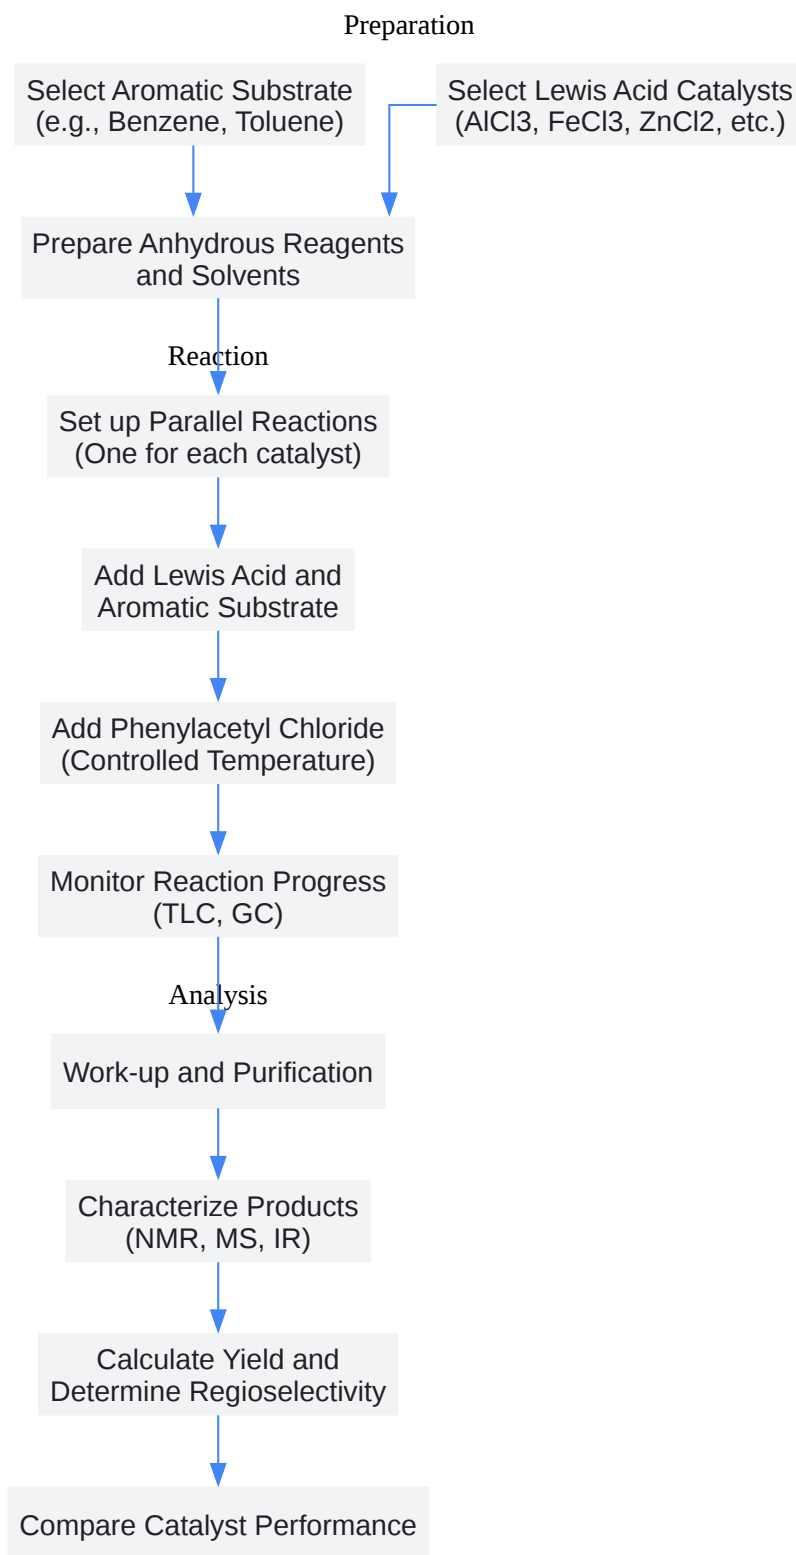 Preparation
Select Aromatic Substrate
(e.g., Benzene, Toluene)
Select Lewis Acid Catalysts
(AlCl3, FeCl3, ZnCl2, etc.)
Prepare Anhydrous Reagents
and Solvents
Reaction
Set up Parallel Reactions
(One for each catalyst)
Add Lewis Acid and
Aromatic Substrate
Add Phenylacetyl Chloride
(Controlled Temperature)
Monitor Reaction Progress
(TLC, GC)
Analysis
Work-up and Purification
Characterize Products
(NMR, MS, IR)
Calculate Yield and
Determine Regioselectivity
Compare Catalyst Performance